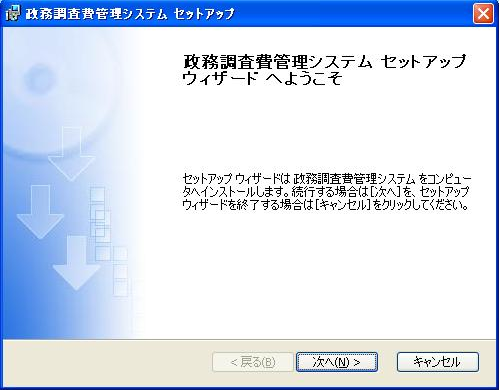 政務調査費管理システム セットアップ
政務調査費管理システム セットアップ
ウィザード へようこそ
セットアップ ウィザードは 政務調査費管理システム をコンピュー
タへインストールします。続行する場合は[次へ]を、セットアップ
ウィザードを終了する場合は[キャンセル]をクリックしてください。
< 戻る(B) 次へ(N) > キャンセル